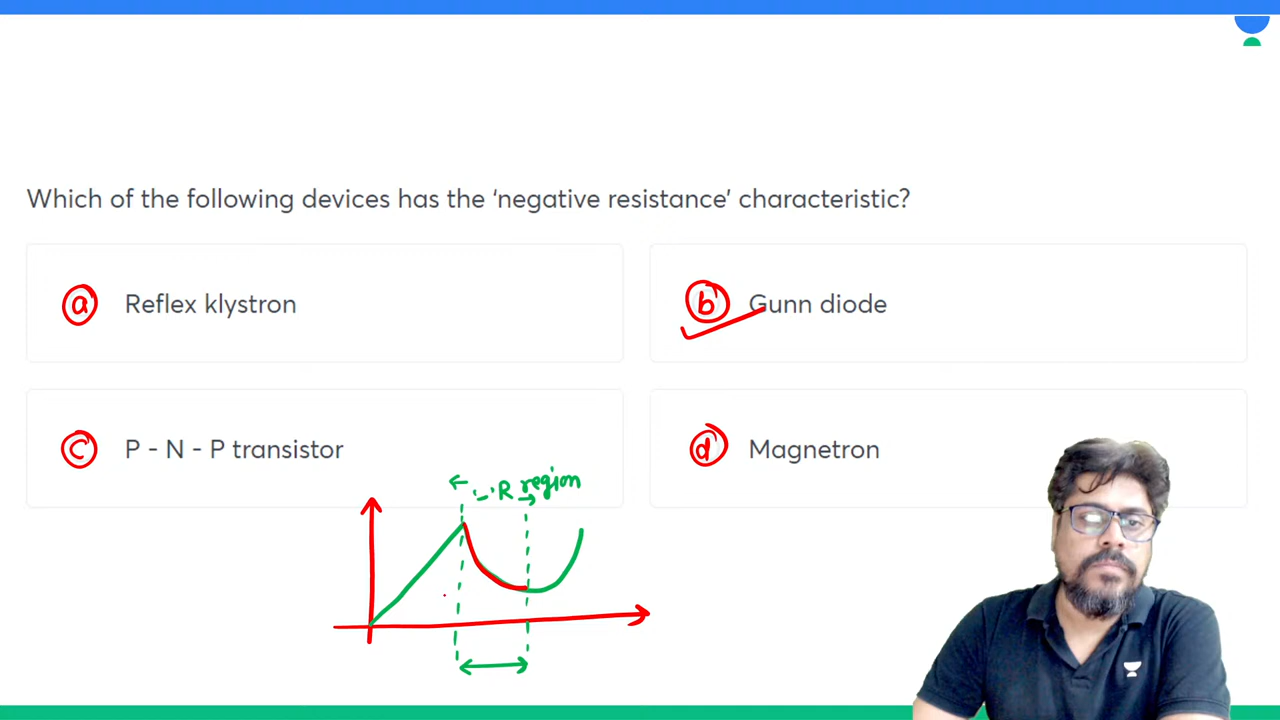 Which of the following devices has the ‘negative resistance’ characteristic?
a Reflex klystron
b Gunn diode
c P - N - P transistor
d Magnetron
'-'R region